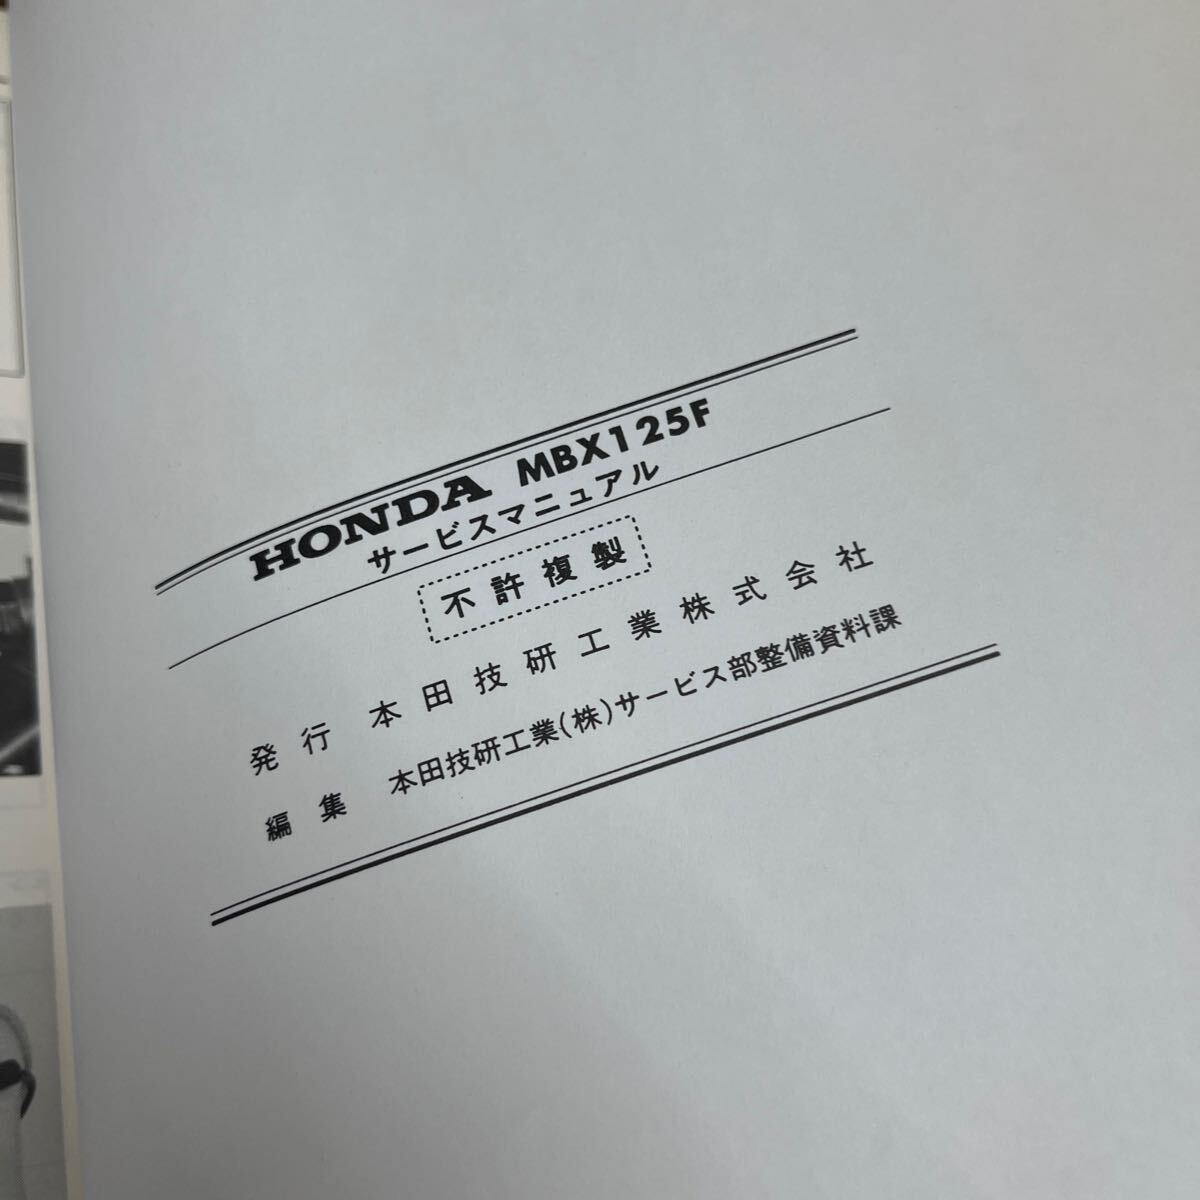 HONDA MBX125F
サービスマニュアル
不許複製
発行 本田技研工業株式会社
編集 本田技研工業(株)サービス部整備資料課